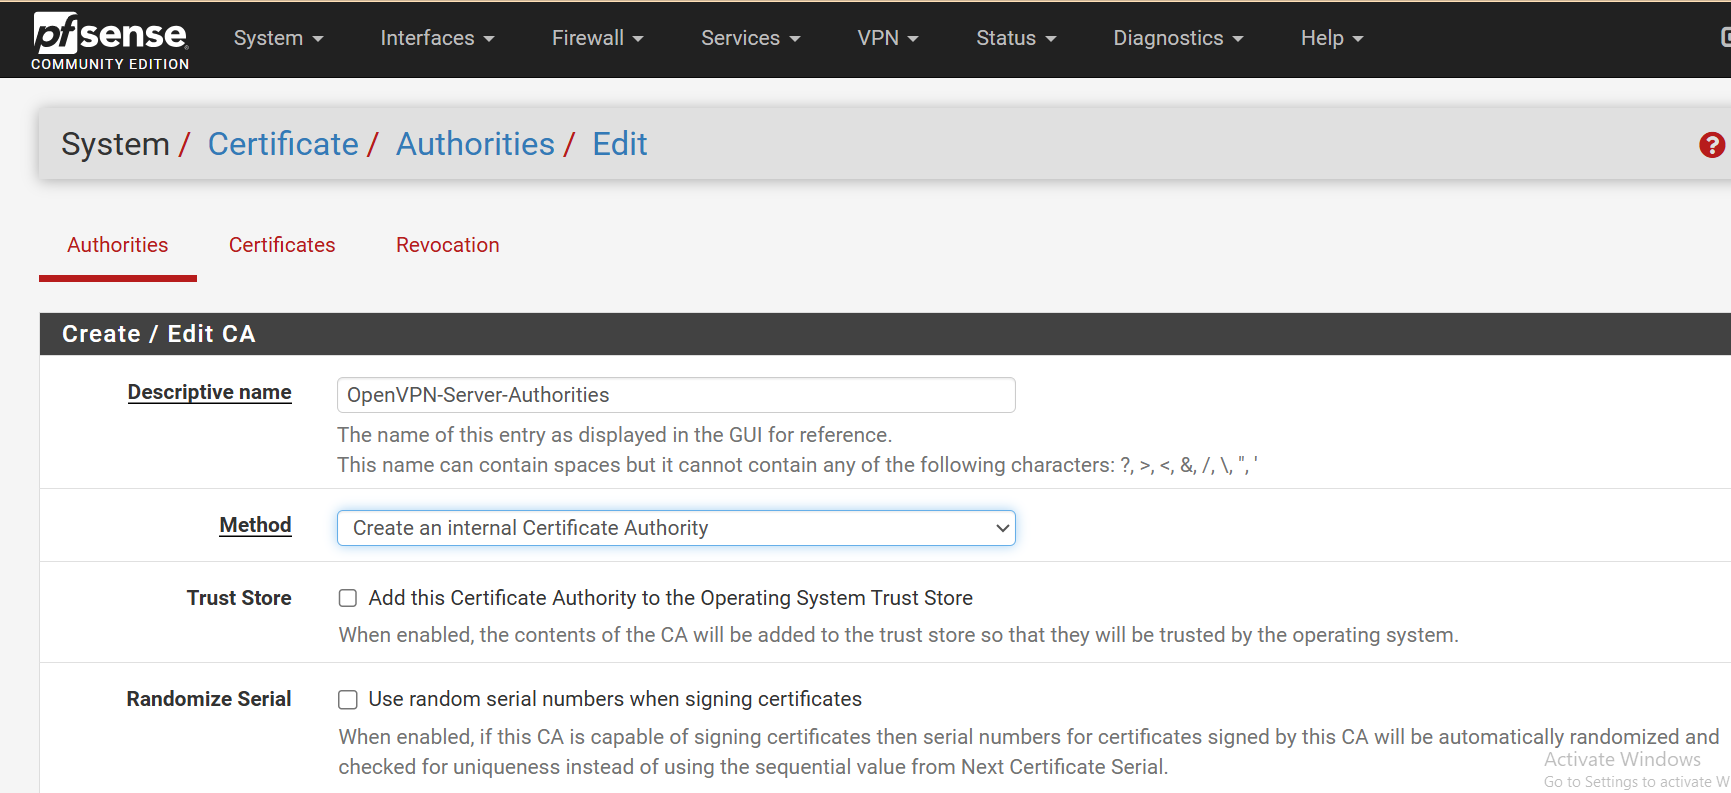 pfsense System Interfaces Firewall Services VPN Status Diagnostics Help
COMMUNITY EDITION
System / Certificate / Authorities / Edit
?
Authorities Certificates Revocation
Create / Edit CA
Descriptive name OpenVPN-Server-Authorities
The name of this entry as displayed in the GUI for reference.
This name can contain spaces but it cannot contain any of the following characters: ?, >, <, &, /, \, ", '
Method Create an internal Certificate Authority
Trust Store Add this Certificate Authority to the Operating System Trust Store
When enabled, the contents of the CA will be added to the trust store so that they will be trusted by the operating system.
Randomize Serial Use random serial numbers when signing certificates
When enabled, if this CA is capable of signing certificates then serial numbers for certificates signed by this CA will be automatically randomized and
checked for uniqueness instead of using the sequential value from Next Certificate Serial.
Activate Windows
Go to Settings to activate W